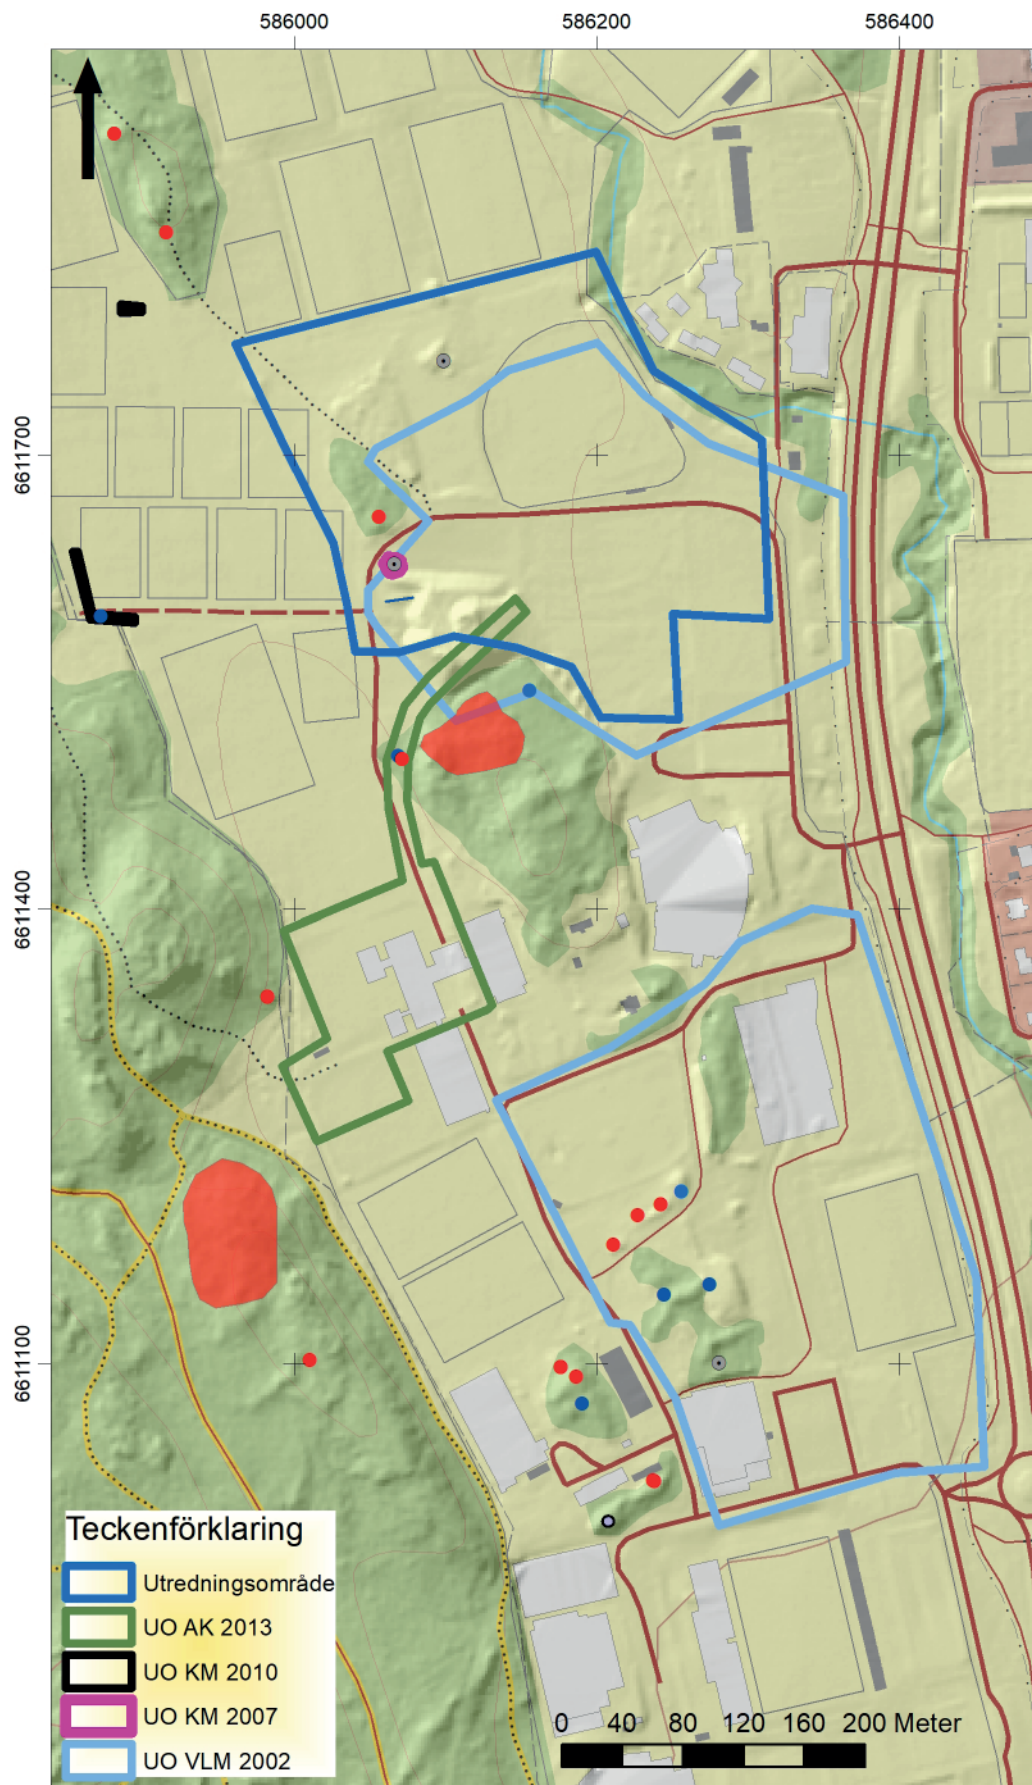 586000 586200 586400
6611700
6611400
6611100
Teckenförklaring
Utredningsområde
UO AK 2013
UO KM 2010
UO KM 2007
UO VLM 2002
0 40 80 120 160 200 Meter